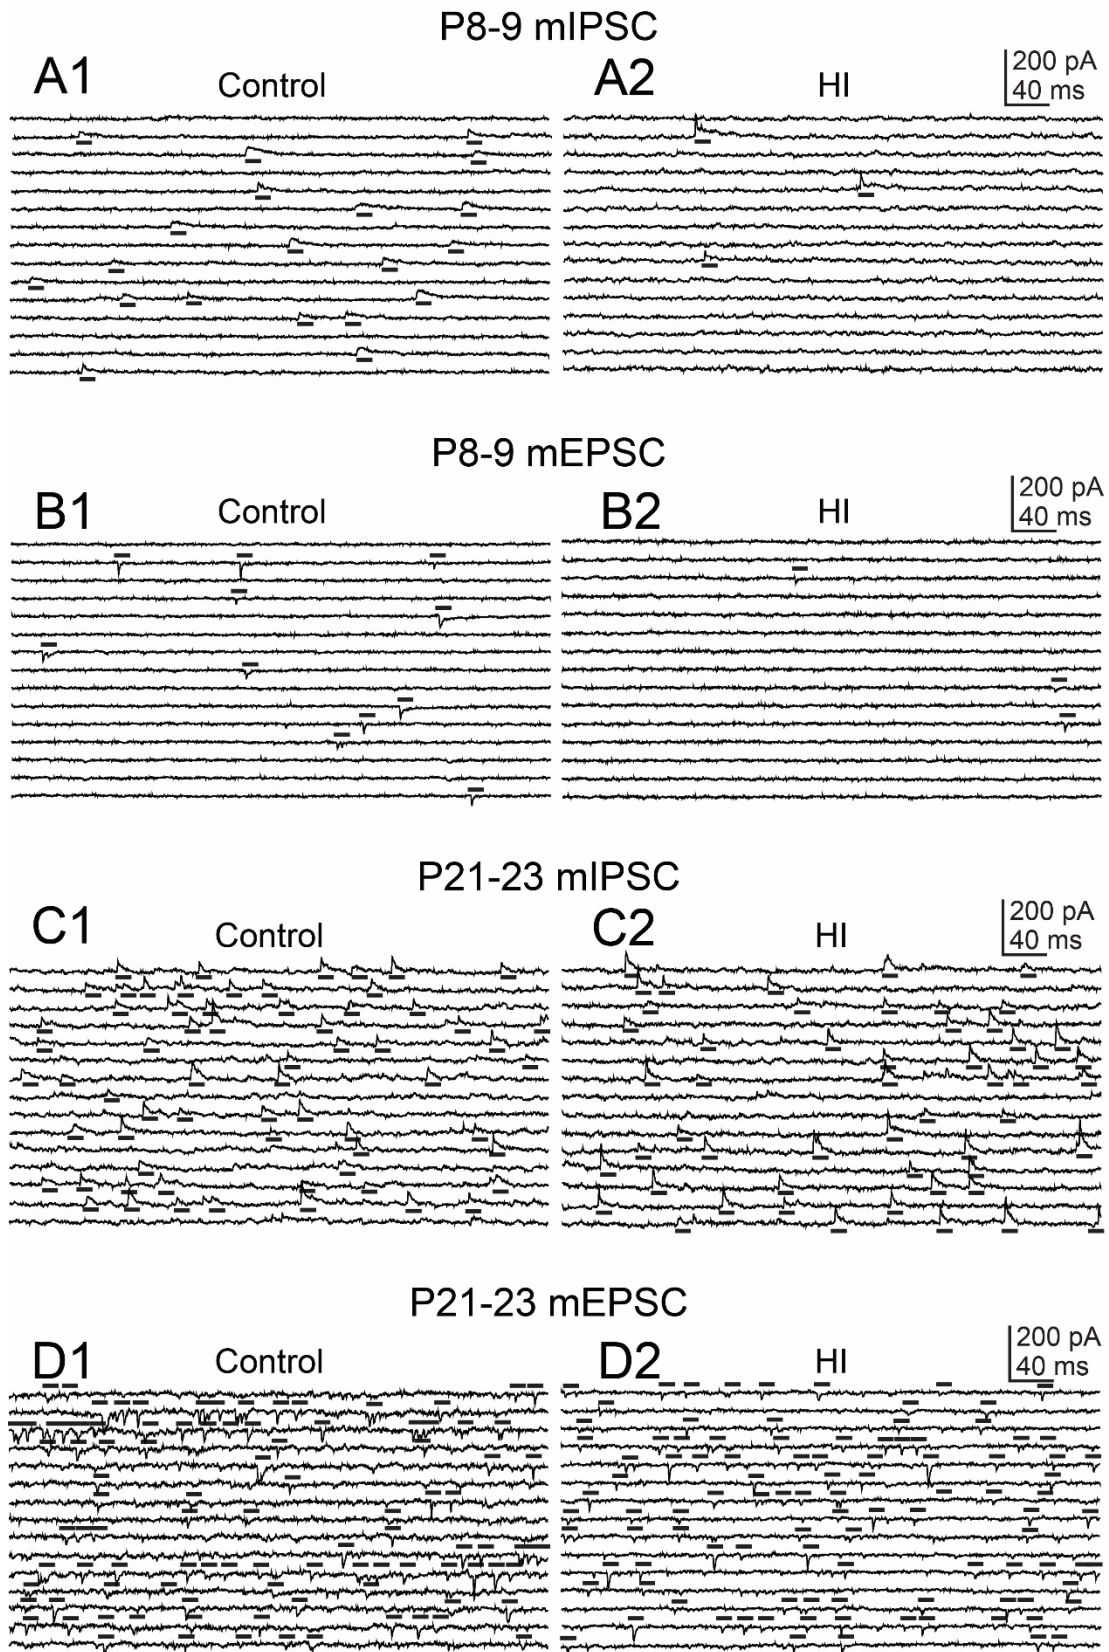 P8-9 mIPSC
A1 Control A2 HI 200 pA
40 ms
P8-9 mEPSC
B1 Control B2 HI 200 pA
40 ms
P21-23 mIPSC
C1 Control C2 HI 200 pA
40 ms
P21-23 mEPSC
D1 Control D2 HI 200 pA
40 ms